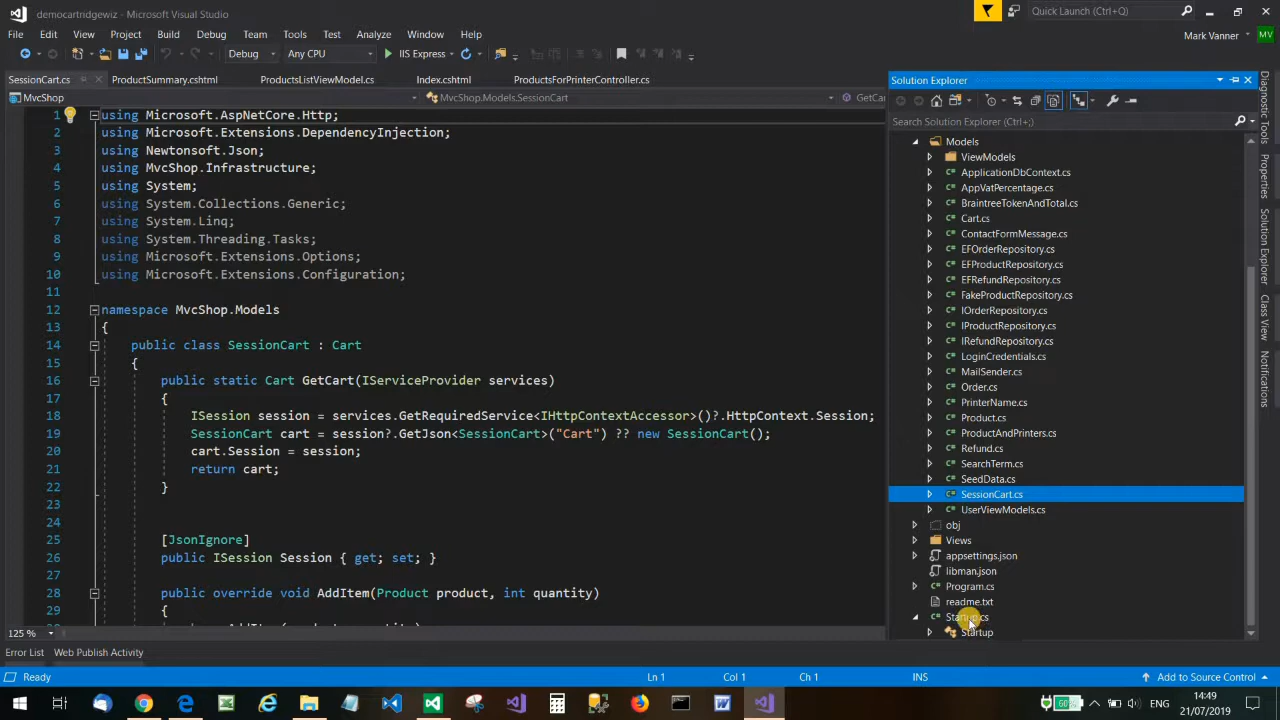 democartridgewiz - Microsoft Visual Studio
Quick Launch (Ctrl+Q)
File Edit View Project Build Debug Team Tools Test Analyze Window Help
Mark Vanner MV
Debug Any CPU IIS Express
SessionCart.cs ProductSummary.cshtml ProductsListViewModel.cs Index.cshtml ProductsForPrinterController.cs
MvcShop MvcShop.Models.SessionCart GetCa
1 using Microsoft.AspNetCore.Http;
2 using Microsoft.Extensions.DependencyInjection;
3 using Newtonsoft.Json;
4 using MvcShop.Infrastructure;
5 using System;
6 using System.Collections.Generic;
7 using System.Linq;
8 using System.Threading.Tasks;
9 using Microsoft.Extensions.Options;
10 using Microsoft.Extensions.Configuration;
11
12 namespace MvcShop.Models
13 {
14 public class SessionCart : Cart
15 {
16 public static Cart GetCart(IServiceProvider services)
17 {
18 ISession session = services.GetRequiredService<IHttpContextAccessor>()?.HttpContext.Session;
19 SessionCart cart = session?.GetJson<SessionCart>("Cart") ?? new SessionCart();
20 cart.Session = session;
21 return cart;
22 }
23
24
25 [JsonIgnore]
26 public ISession Session { get; set; }
27
28 public override void AddItem(Product product, int quantity)
29 {
125 %
Solution Explorer
Search Solution Explorer (Ctrl+;)
Models
ViewModels
ApplicationDbContext.cs
AppVatPercentage.cs
BraintreeTokenAndTotal.cs
Cart.cs
ContactFormMessage.cs
EFOrderRepository.cs
EFProductRepository.cs
EFRefundRepository.cs
FakeProductRepository.cs
IOrderRepository.cs
IProductRepository.cs
IRefundRepository.cs
LoginCredentials.cs
MailSender.cs
Order.cs
PrinterName.cs
Product.cs
ProductAndPrinters.cs
Refund.cs
SearchTerm.cs
SeedData.cs
SessionCart.cs
UserViewModels.cs
obj
Views
appsettings.json
libman.json
Program.cs
readme.txt
Startup.cs
Startup
Diagnostic Tools
Properties
Solution Explorer
Class View
Notifications
Error List Web Publish Activity
Ready Ln 1 Col 1 Ch 1 INS Add to Source Control
60% ENG 14:49
21/07/2019